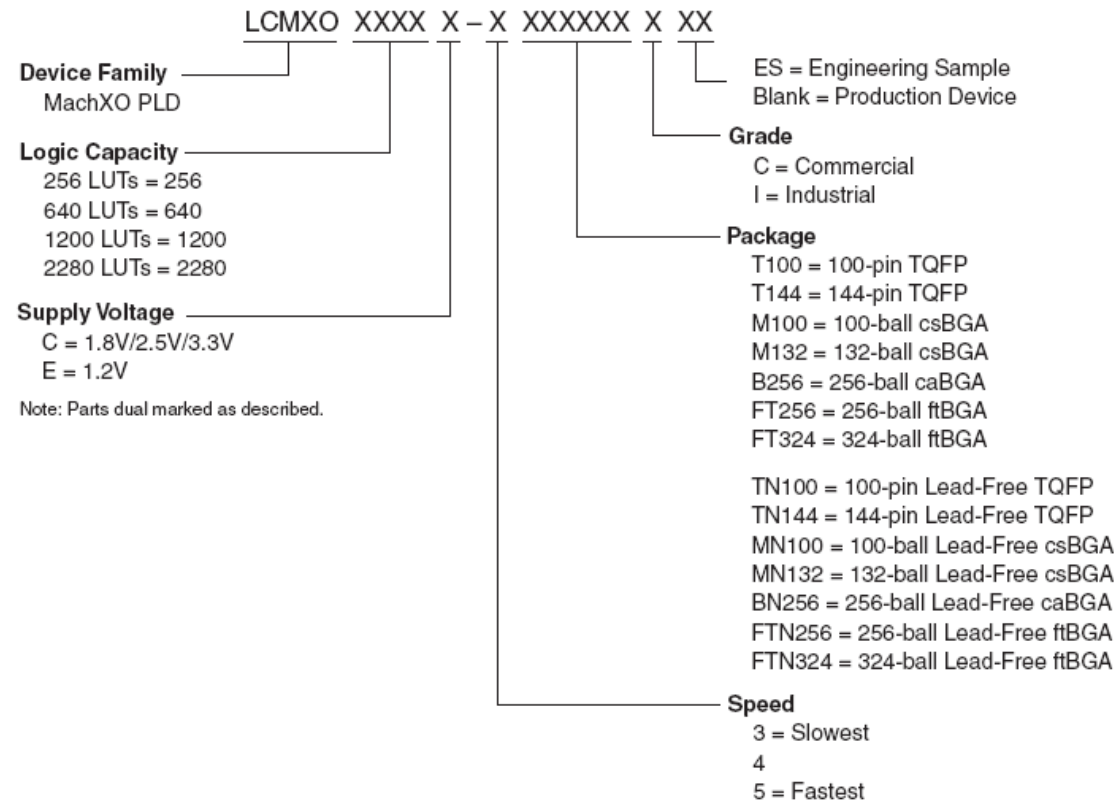 LCMXO XXXX X – X XXXXXX X XX
Device Family
MachXO PLD
Logic Capacity
256 LUTs = 256
640 LUTs = 640
1200 LUTs = 1200
2280 LUTs = 2280
Supply Voltage
C = 1.8V/2.5V/3.3V
E = 1.2V
Note: Parts dual marked as described.
ES = Engineering Sample
Blank = Production Device
Grade
C = Commercial
I = Industrial
Package
T100 = 100-pin TQFP
T144 = 144-pin TQFP
M100 = 100-ball csBGA
M132 = 132-ball csBGA
B256 = 256-ball caBGA
FT256 = 256-ball ftBGA
FT324 = 324-ball ftBGA
TN100 = 100-pin Lead-Free TQFP
TN144 = 144-pin Lead-Free TQFP
MN100 = 100-ball Lead-Free csBGA
MN132 = 132-ball Lead-Free csBGA
BN256 = 256-ball Lead-Free caBGA
FTN256 = 256-ball Lead-Free ftBGA
FTN324 = 324-ball Lead-Free ftBGA
Speed
3 = Slowest
4
5 = Fastest